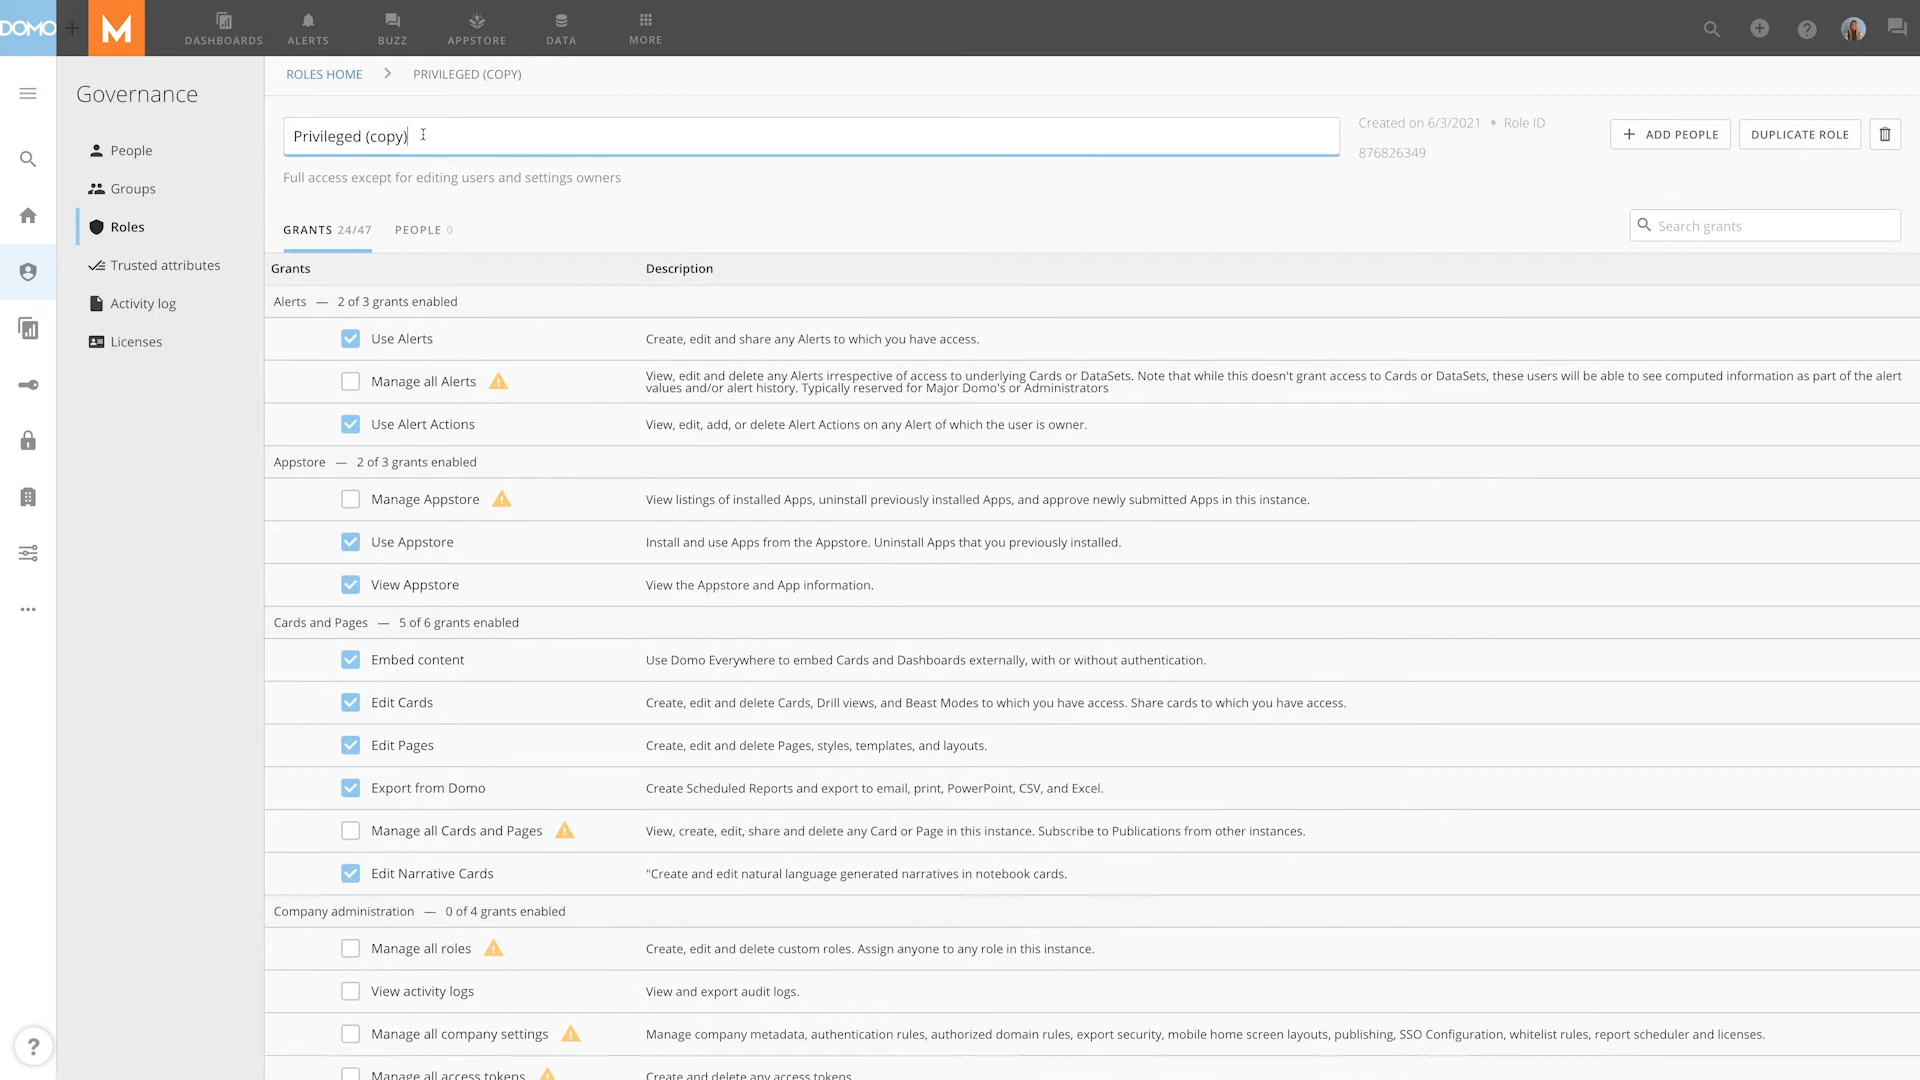 DOMO
M
DASHBOARDS
ALERTS
BUZZ
APPSTORE
DATA
MORE
Governance
People
Groups
Roles
Trusted attributes
Activity log
Licenses
ROLES HOME > PRIVILEGED (COPY)
Privileged (copy)
Created on 6/3/2021 • Role ID
876826349
ADD PEOPLE
DUPLICATE ROLE
Full access except for editing users and settings owners
GRANTS 24/47
PEOPLE 0
Search grants
Grants Description
Alerts — 2 of 3 grants enabled
Use Alerts Create, edit and share any Alerts to which you have access.
Manage all Alerts View, edit and delete any Alerts irrespective of access to underlying Cards or DataSets. Note that while this doesn't grant access to Cards or DataSets, these users will be able to see computed information as part of the alert
values and/or alert history. Typically reserved for Major Domo's or Administrators
Use Alert Actions View, edit, add, or delete Alert Actions on any Alert of which the user is owner.
Appstore — 2 of 3 grants enabled
Manage Appstore View listings of installed Apps, uninstall previously installed Apps, and approve newly submitted Apps in this instance.
Use Appstore Install and use Apps from the Appstore. Uninstall Apps that you previously installed.
View Appstore View the Appstore and App information.
Cards and Pages — 5 of 6 grants enabled
Embed content Use Domo Everywhere to embed Cards and Dashboards externally, with or without authentication.
Edit Cards Create, edit and delete Cards, Drill views, and Beast Modes to which you have access. Share cards to which you have access.
Edit Pages Create, edit and delete Pages, styles, templates, and layouts.
Export from Domo Create Scheduled Reports and export to email, print, PowerPoint, CSV, and Excel.
Manage all Cards and Pages View, create, edit, share and delete any Card or Page in this instance. Subscribe to Publications from other instances.
Edit Narrative Cards "Create and edit natural language generated narratives in notebook cards.
Company administration — 0 of 4 grants enabled
Manage all roles Create, edit and delete custom roles. Assign anyone to any role in this instance.
View activity logs View and export audit logs.
Manage all company settings Manage company metadata, authentication rules, authorized domain rules, export security, mobile home screen layouts, publishing, SSO Configuration, whitelist rules, report scheduler and licenses.
Manage all access tokens Create and delete any access tokens.